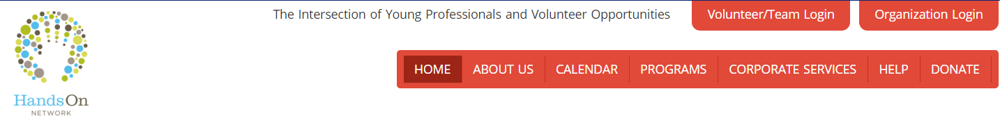 The Intersection of Young Professionals and Volunteer Opportunities
Volunteer/Team Login
Organization Login
HOME
ABOUT US
CALENDAR
PROGRAMS
CORPORATE SERVICES
HELP
DONATE
HandsOn
NETWORK